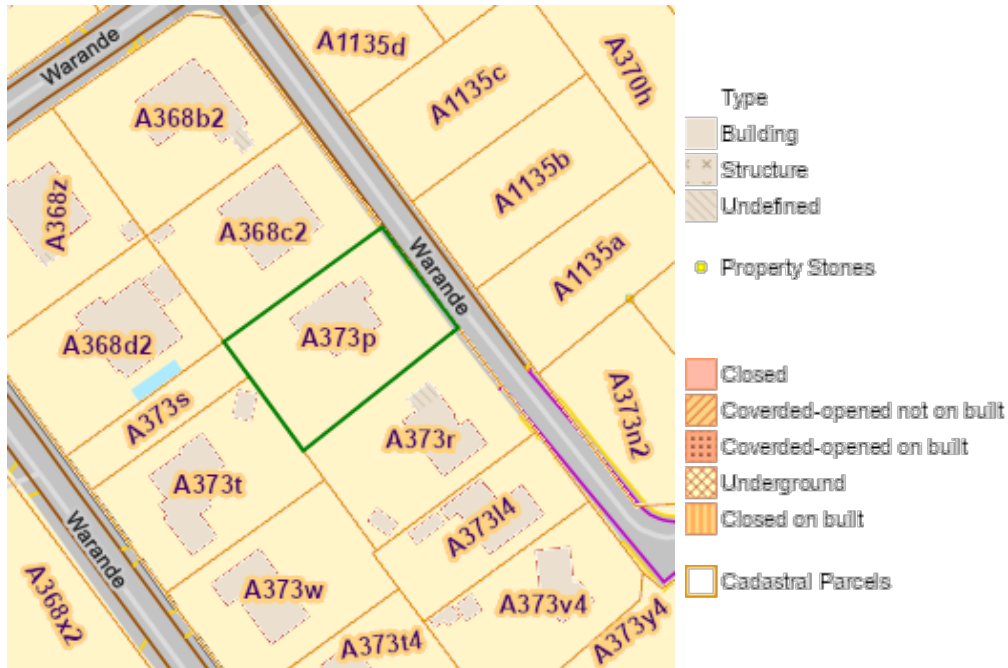 Warande
A1135d
A370h
A1135c
A368b2
A1135b
A368z
A368c2
Warande
A1135a
A373p
A368d2
A373s
A373n2
A373r
A373t
A373l4
Warande
A368x2
A373w
A373v4
A373t4
A373y4
Type
Building
Structure
Undefined
Property Stones
Closed
Coverded-opened not on built
Coverded-opened on built
Underground
Closed on built
Cadastral Parcels